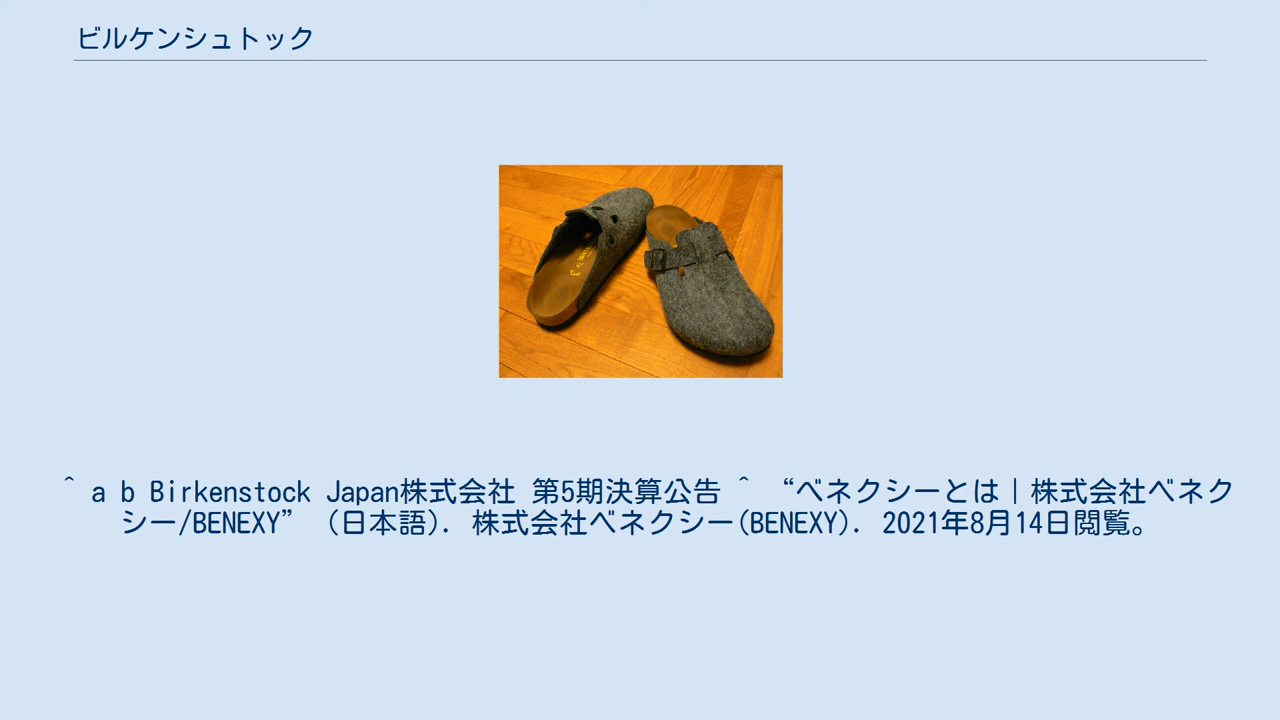 ビルケンシュトック
^ a b Birkenstock Japan株式会社 第5期決算公告 ^ “ベネクシーとは｜株式会社ベネク
シー/BENEXY” (日本語). 株式会社ベネクシー(BENEXY). 2021年8月14日閲覧。